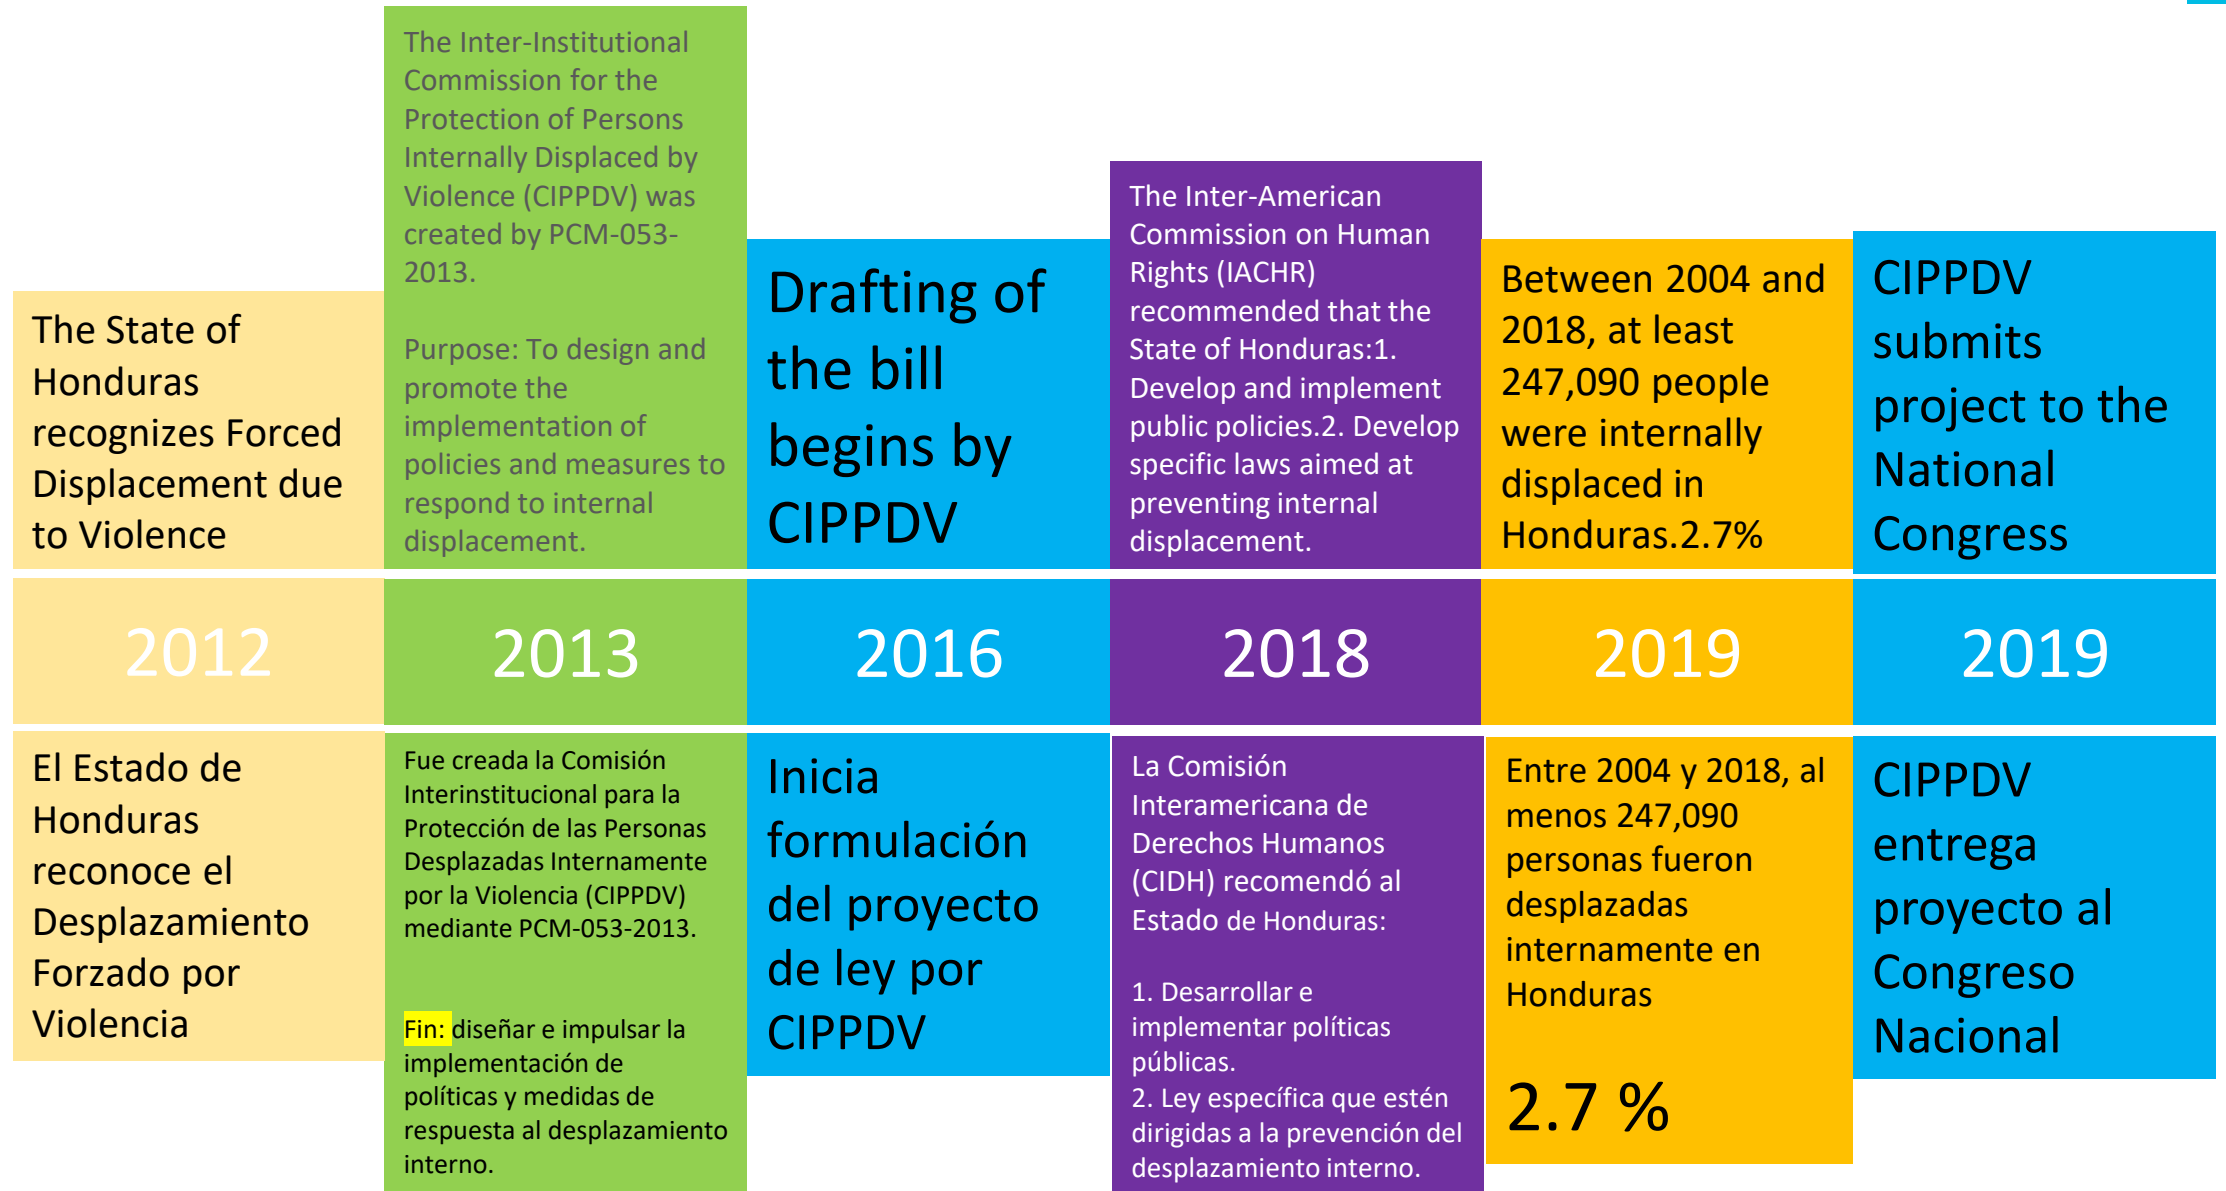 The State of
Honduras
recognizes Forced
Displacement due
to Violence
The Inter-Institutional
Commission for the
Protection of Persons
Internally Displaced by
Violence (CIPPDV) was
created by PCM-053-
2013.
Purpose: To design and
promote the
implementation of
policies and measures to
respond to internal
displacement.
Drafting of
the bill
begins by
CIPPDV
The Inter-American
Commission on Human
Rights (IACHR)
recommended that the
State of Honduras:1.
Develop and implement
public policies.2. Develop
specific laws aimed at
preventing internal
displacement.
Between 2004 and
2018, at least
247,090 people
were internally
displaced in
Honduras.2.7%
CIPPDV
submits
project to the
National
Congress
2012
2013
2016
2018
2019
2019
El Estado de
Honduras
reconoce el
Desplazamiento
Forzado por
Violencia
Fue creada la Comisión
Interinstitucional para la
Protección de las Personas
Desplazadas Internamente
por la Violencia (CIPPDV)
mediante PCM-053-2013.
Fin: diseñar e impulsar la
implementación de
políticas y medidas de
respuesta al desplazamiento
interno.
Inicia
formulación
del proyecto
de ley por
CIPPDV
La Comisión
Interamericana de
Derechos Humanos
(CIDH) recomendó al
Estado de Honduras:
1. Desarrollar e
implementar políticas
públicas.
2. Ley específica que estén
dirigidas a la prevención del
desplazamiento interno.
Entre 2004 y 2018, al
menos 247,090
personas fueron
desplazadas
internamente en
Honduras
2.7 %
CIPPDV
entrega
proyecto al
Congreso
Nacional